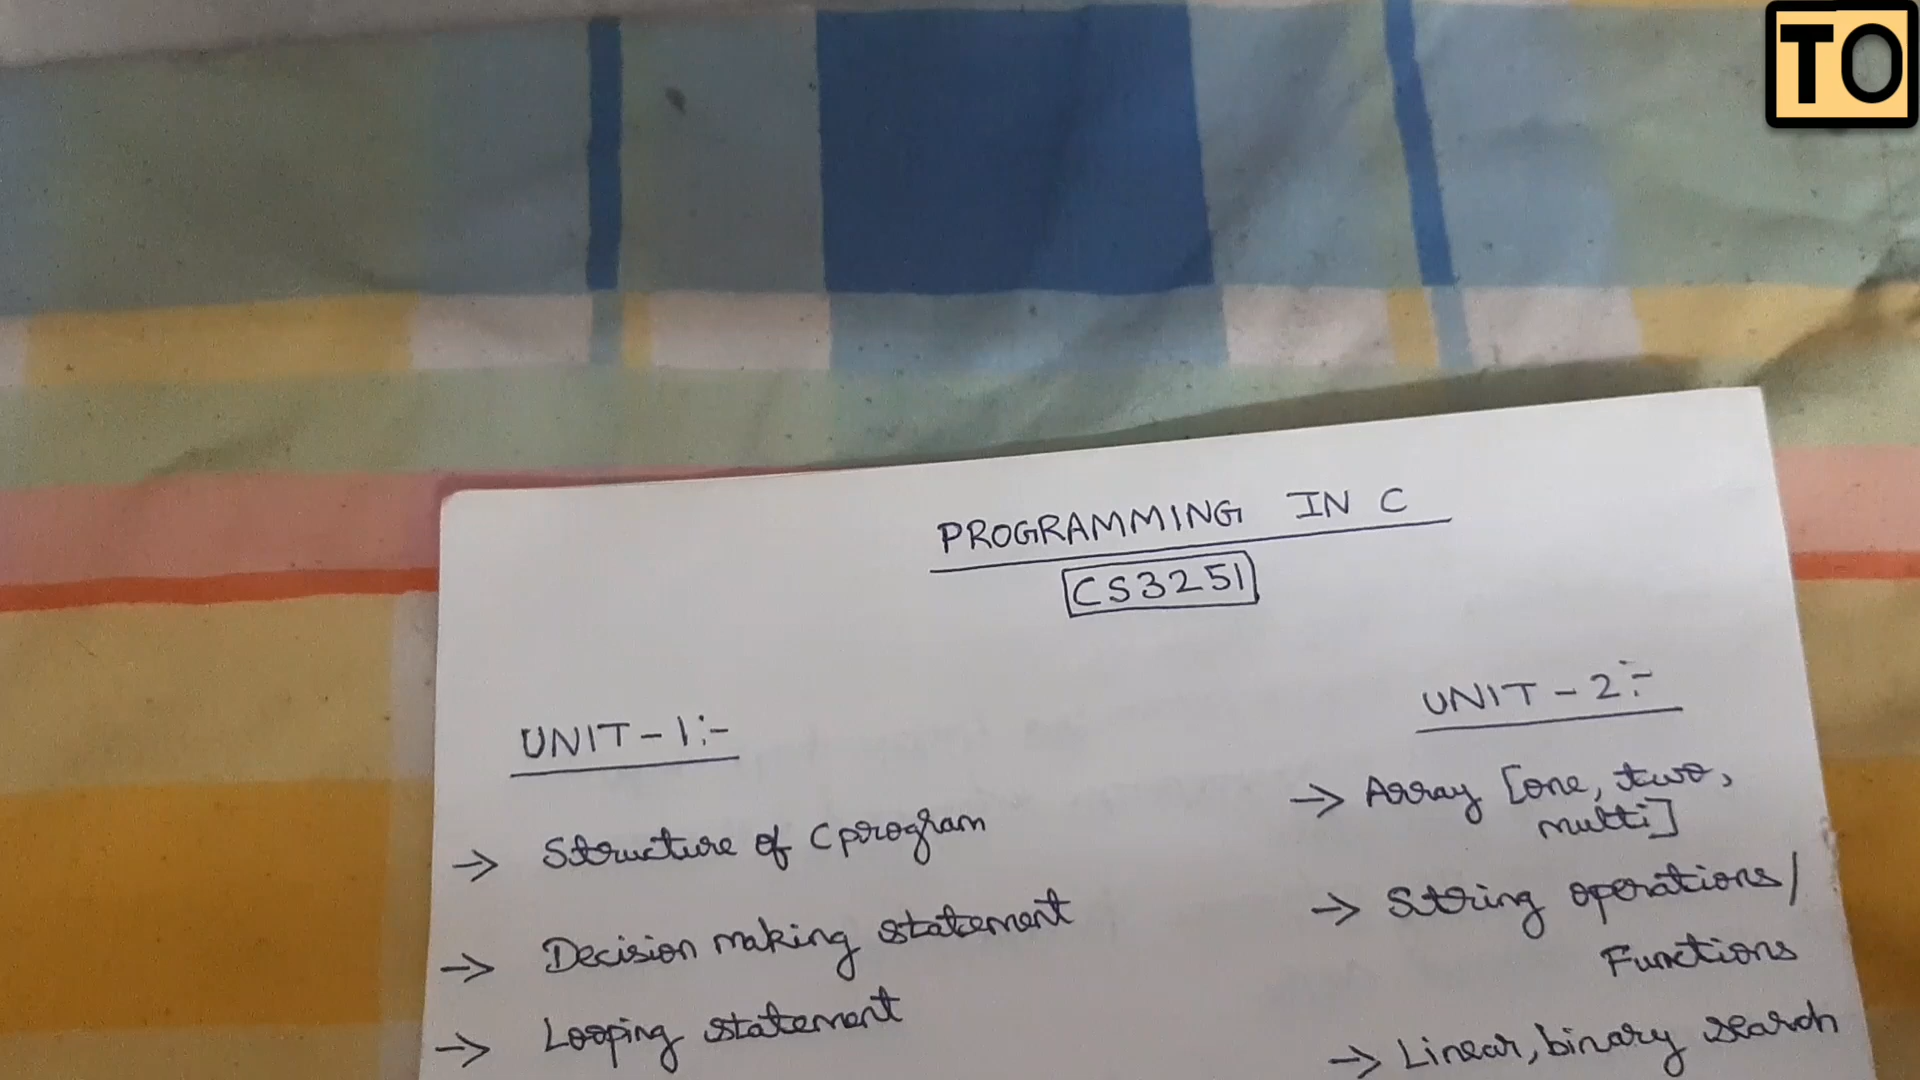 TO
PROGRAMMING IN C
CS3251
UNIT-1:-
→ Structure of C program
→ Decision making statement
→ Looping statement
UNIT-2:-
→ Array [one, two,
multi]
→ String operations/
Functions
→ Linear, binary search